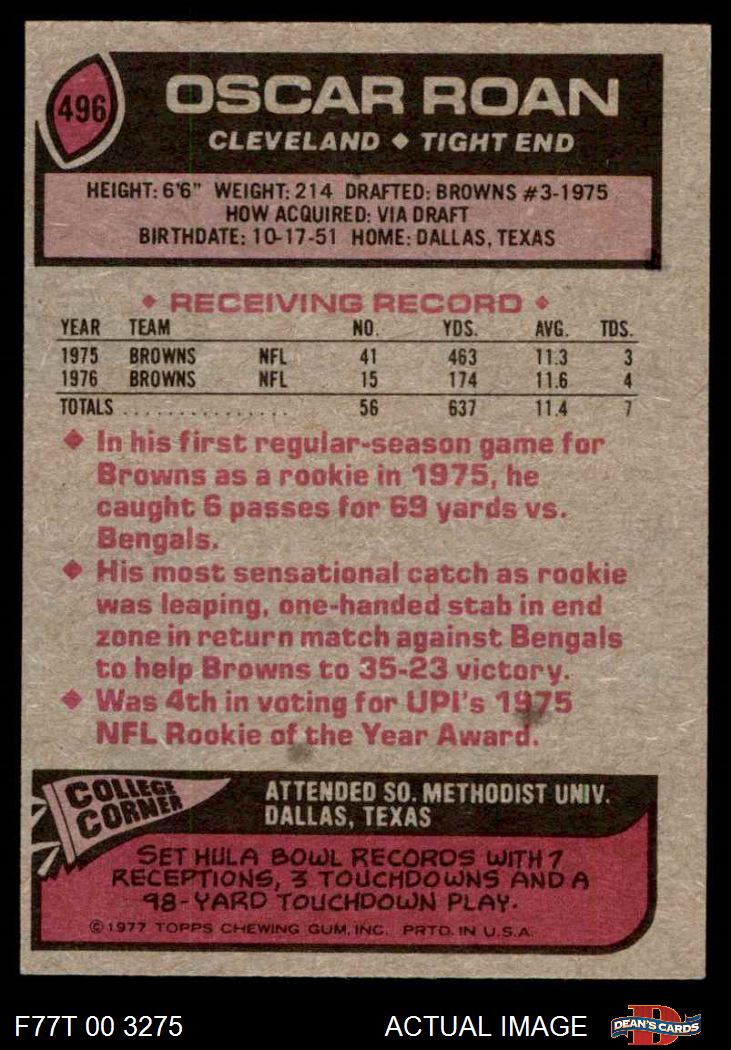 496
OSCAR ROAN
CLEVELAND ◆ TIGHT END
HEIGHT: 6'6" WEIGHT: 214 DRAFTED: BROWNS #3-1975
HOW ACQUIRED: VIA DRAFT
BIRTHDATE: 10-17-51 HOME: DALLAS, TEXAS
◆ RECEIVING RECORD ◆
YEAR TEAM NO. YDS. AVG. TDS.
1975 BROWNS NFL 41 463 11.3 3
1976 BROWNS NFL 15 174 11.6 4
TOTALS ............... 56 637 11.4 7
◆ In his first regular-season game for
Browns as a rookie in 1975, he
caught 6 passes for 69 yards vs.
Bengals.
◆ His most sensational catch as rookie
was leaping, one-handed stab in end
zone in return match against Bengals
to help Browns to 35-23 victory.
◆ Was 4th in voting for UPI's 1975
NFL Rookie of the Year Award.
COLLEGE
CORNER
ATTENDED SO. METHODIST UNIV.
DALLAS, TEXAS
SET HULA BOWL RECORDS WITH 7
RECEPTIONS, 3 TOUCHDOWNS AND A
98-YARD TOUCHDOWN PLAY.
©1977 TOPPS CHEWING GUM, INC. PRTD. IN U.S.A.
F77T 00 3275 ACTUAL IMAGE
D
DEAN'S CARDS